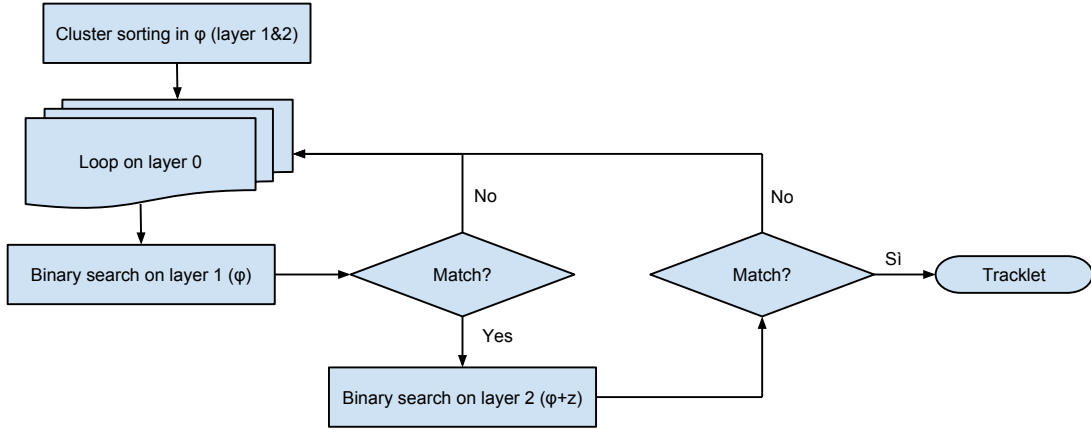 Cluster sorting in φ (layer 1&2)
Loop on layer 0
No
No
Binary search on layer 1 (φ)
Match?
Match?
Sì
Tracklet
Yes
Binary search on layer 2 (φ+z)